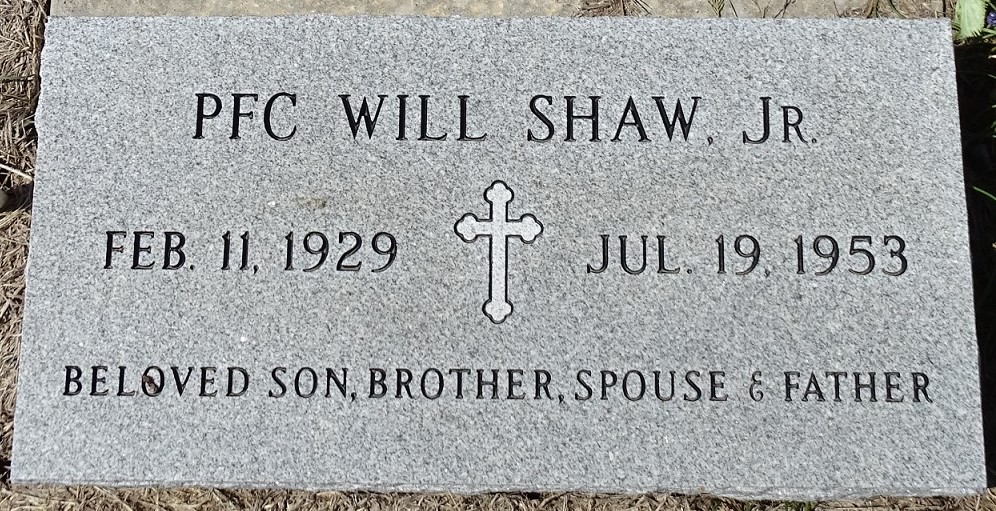 PFC WILL SHAW, JR.
FEB. 11, 1929 JUL. 19, 1953
BELOVED SON, BROTHER, SPOUSE & FATHER